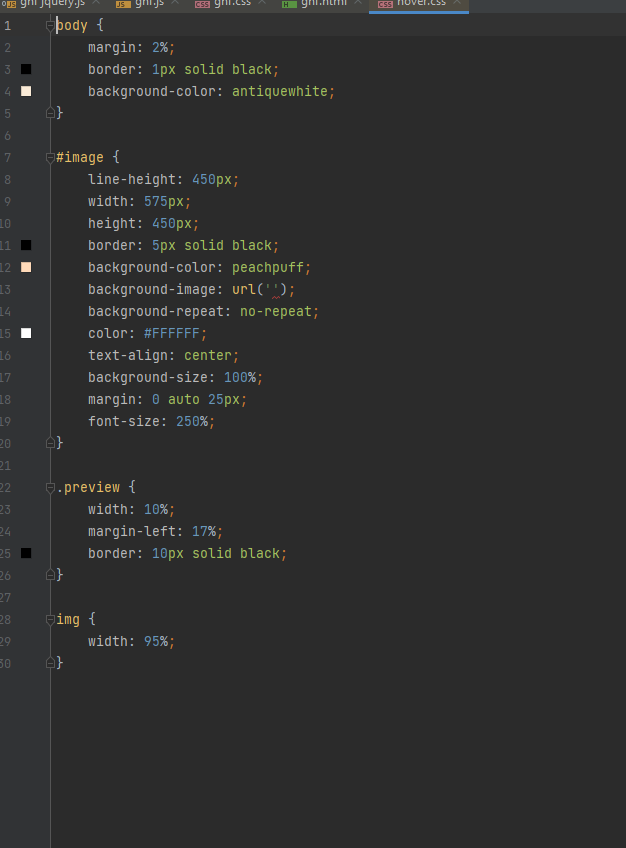 ghf jquery.js ghf.js ghf.css ghf.html hover.css
1 body {
2 margin: 2%;
3 border: 1px solid black;
4 background-color: antiquewhite;
5 }
6
7 #image {
8 line-height: 450px;
9 width: 575px;
10 height: 450px;
11 border: 5px solid black;
12 background-color: peachpuff;
13 background-image: url('');
14 background-repeat: no-repeat;
15 color: #FFFFFF;
16 text-align: center;
17 background-size: 100%;
18 margin: 0 auto 25px;
19 font-size: 250%;
20 }
21
22 .preview {
23 width: 10%;
24 margin-left: 17%;
25 border: 10px solid black;
26 }
27
28 img {
29 width: 95%;
30 }